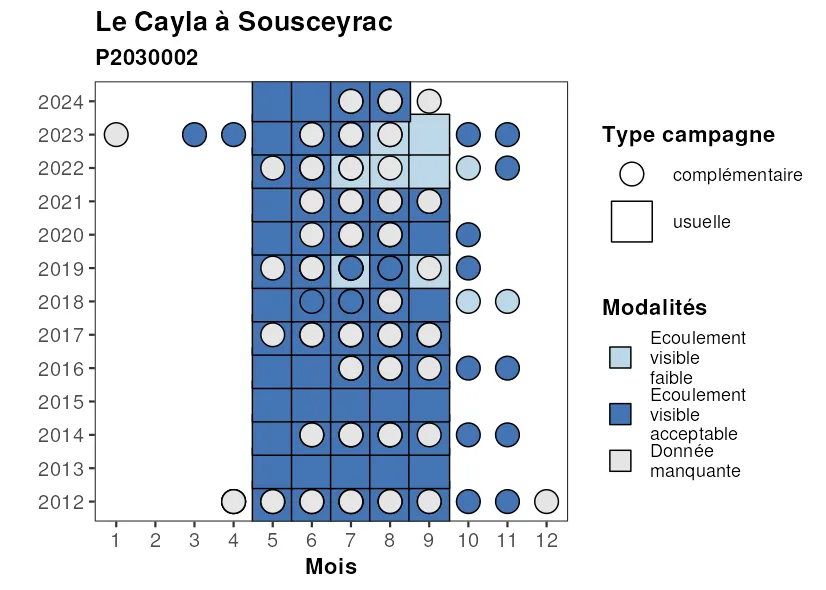 Le Cayla à Sousceyrac
P2030002
2024
2023
2022
2021
2020
2019
2018
2017
2016
2015
2014
2013
2012
1 2 3 4 5 6 7 8 9 10 11 12
Mois
Type campagne
complémentaire
usuelle
Modalités
Ecoulement
visible
faible
Ecoulement
visible
acceptable
Donnée
manquante